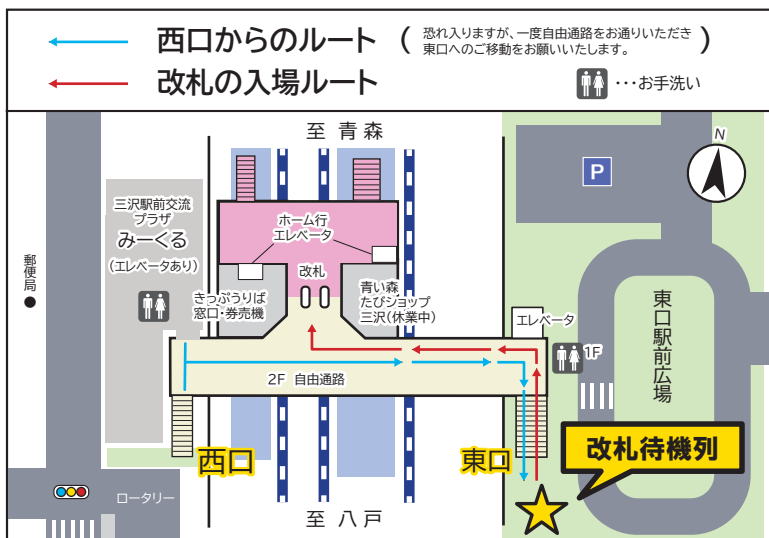 西口からのルート
( 恐れ入りますが、一度自由通路をお通りいただき
東口へのご移動をお願いいたします。 )
改札の入場ルート
･･･お手洗い
至 青森
N
P
三沢駅前交流
プラザ
みーくる
(エレベータあり)
郵便局
ホーム行
エレベータ
改札
きっぷうりば
窓口・券売機
青い森
たびショップ
三沢(休業中)
エレベータ
1F
東口駅前広場
2F 自由通路
西口
東口
改札待機列
ロータリー
至 八戸